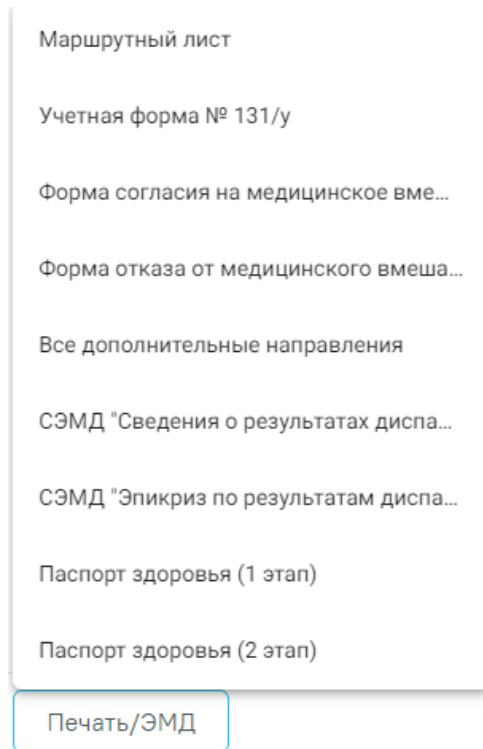 Маршрутный лист
Учетная форма № 131/у
Форма согласия на медицинское вме...
Форма отказа от медицинского вмеша...
Все дополнительные направления
СЭМД "Сведения о результатах диспа...
СЭМД "Эпикриз по результатам диспа...
Паспорт здоровья (1 этап)
Паспорт здоровья (2 этап)
Печать/ЭМД